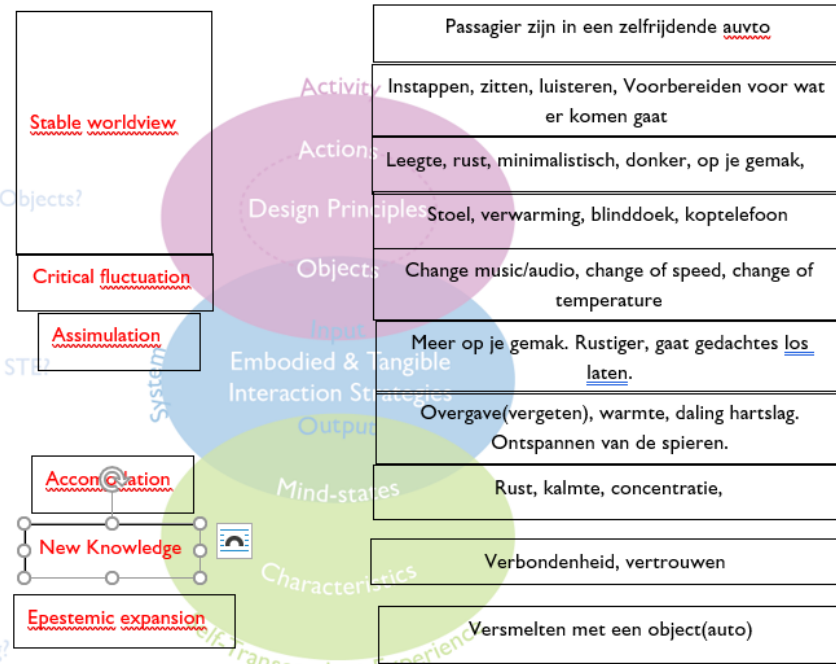 Passagier zijn in een zelfrijdende auvto
Activity
Instappen, zitten, luisteren, Voorbereiden voor wat
er komen gaat
Stable worldview
Actions
Leegte, rust, minimalistisch, donker, op je gemak,
Objects?
Design Principles
Stoel, verwarming, blinddoek, koptelefoon
Critical fluctuation
Objects
Change music/audio, change of speed, change of
temperature
Assimulation
Input
Meer op je gemak. Rustiger, gaat gedachtes los
laten.
STE?
System
Embodied & Tangible
Interaction Strategies
Output
Overgave(vergeten), warmte, daling hartslag.
Ontspannen van de spieren.
Accomodation
Mind-states
Rust, kalmte, concentratie,
New Knowledge
Characteristics
Verbondenheid, vertrouwen
Epestemic expansion
Versmelten met een object(auto)